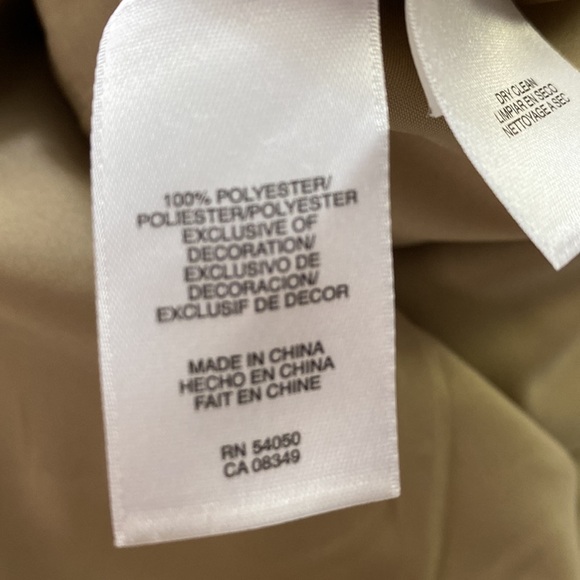 100% POLYESTER/
POLIESTER/POLYESTER
EXCLUSIVE OF
DECORATION/
EXCLUSIVO DE
DECORACION/
EXCLUSIF DE DECOR
MADE IN CHINA
HECHO EN CHINA
FAIT EN CHINE
RN 54050
CA 08349
DRY CLEAN
LIMPIAR EN SECO
NETTOYAGE A SEC